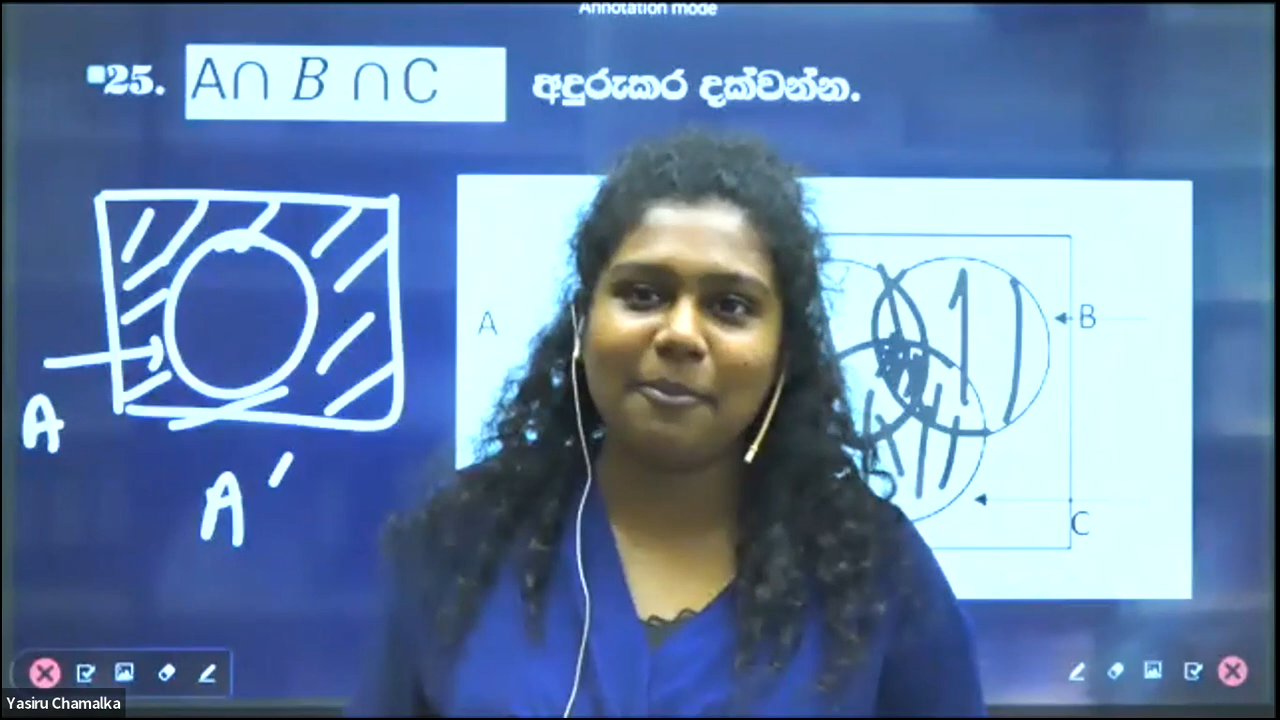 Annotation mode
25. A∩ B ∩C අඳුරුකර දක්වන්න.
A
B
A
A'
C
Yasiru Chamalka